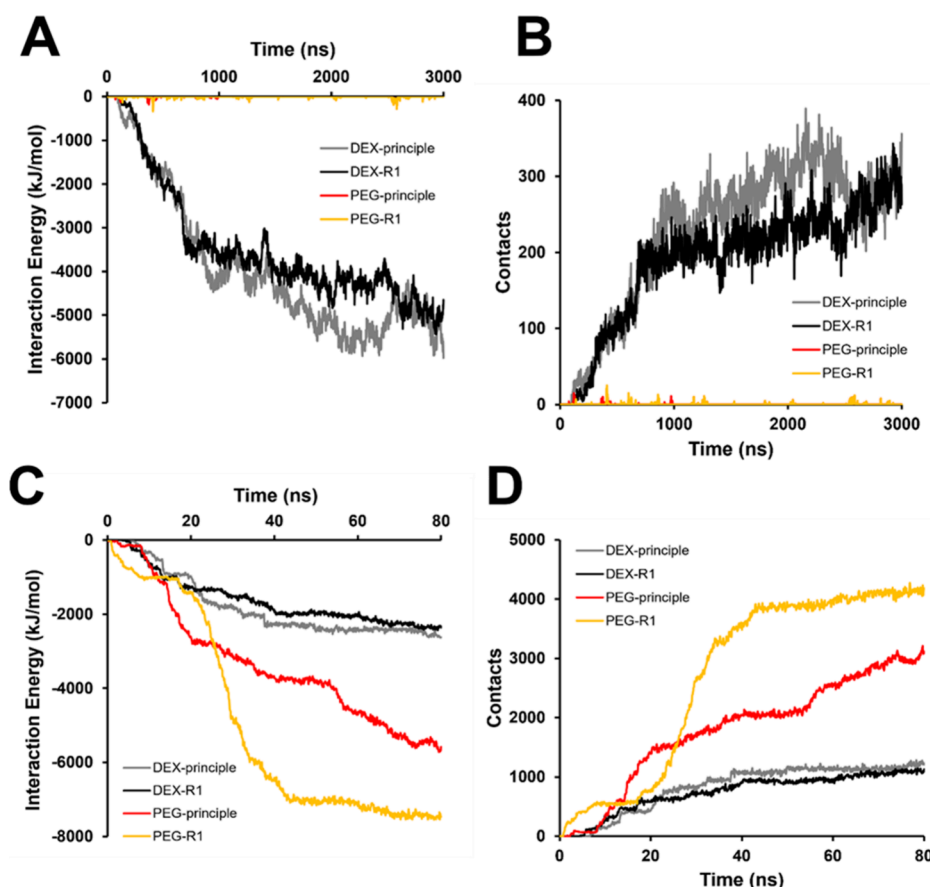 A
Time (ns)
0 1000 2000 3000
0
-1000
-2000
-3000
-4000
-5000
-6000
-7000
Interaction Energy (kJ/mol)
DEX-principle
DEX-R1
PEG-principle
PEG-R1
B
400
300
200
100
0
Contacts
DEX-principle
DEX-R1
PEG-principle
PEG-R1
0 1000 2000 3000
Time (ns)
C
Time (ns)
0 20 40 60 80
0
-2000
-4000
-6000
-8000
Interaction Energy (kJ/mol)
DEX-principle
DEX-R1
PEG-principle
PEG-R1
D
5000
4000
3000
2000
1000
0
Contacts
DEX-principle
DEX-R1
PEG-principle
PEG-R1
0 20 40 60 80
Time (ns)